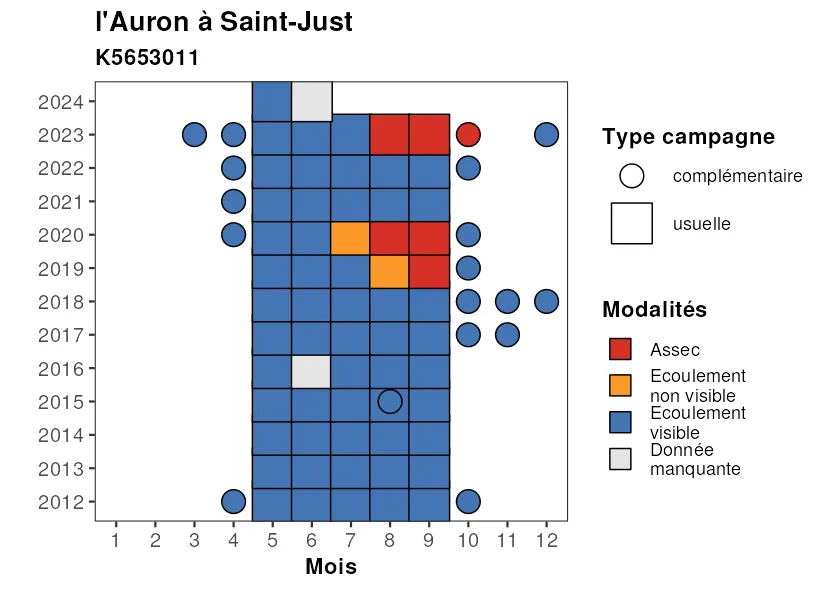 l'Auron à Saint-Just
K5653011
2024
2023
2022
2021
2020
2019
2018
2017
2016
2015
2014
2013
2012
1 2 3 4 5 6 7 8 9 10 11 12
Mois
Type campagne
complémentaire
usuelle
Modalités
Assec
Ecoulement
non visible
Ecoulement
visible
Donnée
manquante